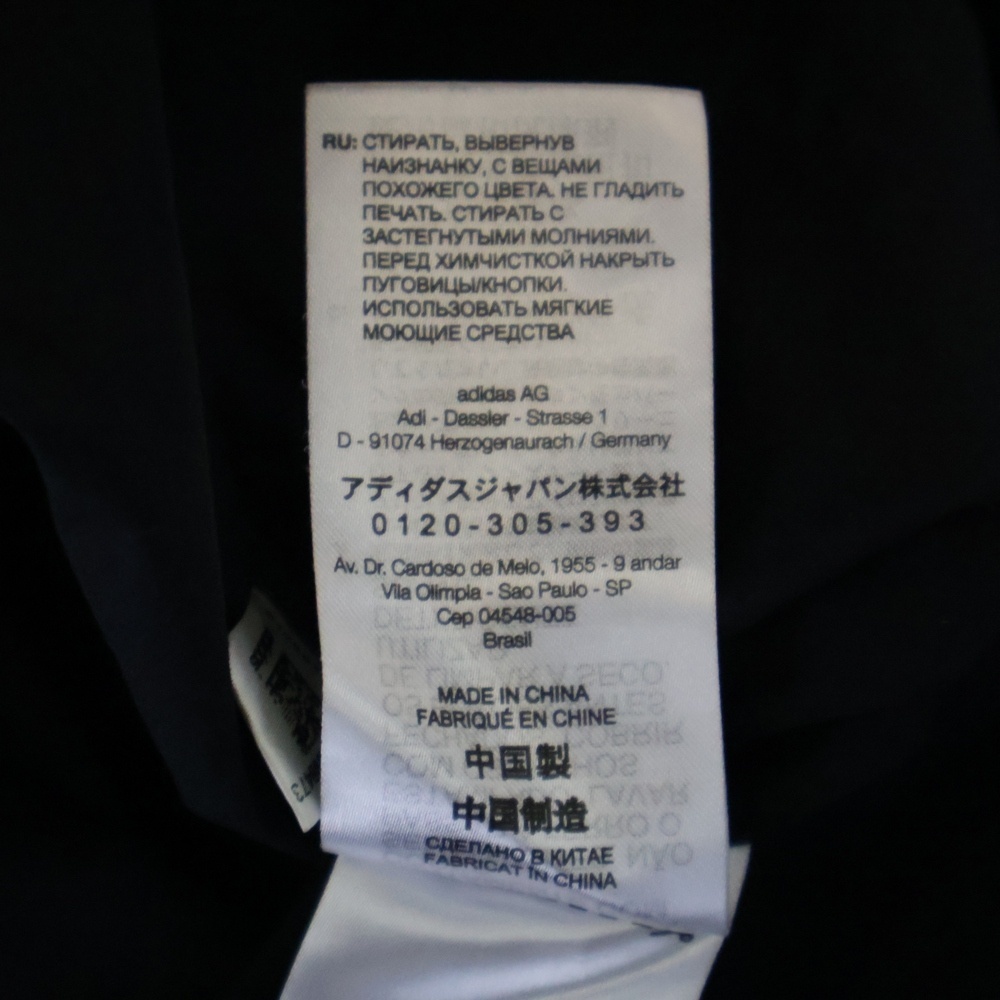 RU: СТИРАТЬ, ВЫВЕРНУВ
НАИЗНАНКУ, С ВЕЩАМИ
ПОХОЖЕГО ЦВЕТА. НЕ ГЛАДИТЬ
ПЕЧАТЬ. СТИРАТЬ С
ЗАСТЕГНУТЫМИ МОЛНИЯМИ.
ПЕРЕД ХИМЧИСТКОЙ НАКРЫТЬ
ПУГОВИЦЫ/КНОПКИ.
ИСПОЛЬЗОВАТЬ МЯГКИЕ
МОЮЩИЕ СРЕДСТВА
adidas AG
Adi - Dassler - Strasse 1
D - 91074 Herzogenaurach / Germany
アディダスジャパン株式会社
0120-305-393
Av. Dr. Cardoso de Melo, 1955 - 9 andar
Vila Olimpia - Sao Paulo - SP
Cep 04548-005
Brasil
MADE IN CHINA
FABRIQUÉ EN CHINE
中国製
中国制造
СДЕЛАНО В КИТАЕ
FABRICAT ÎN CHINA